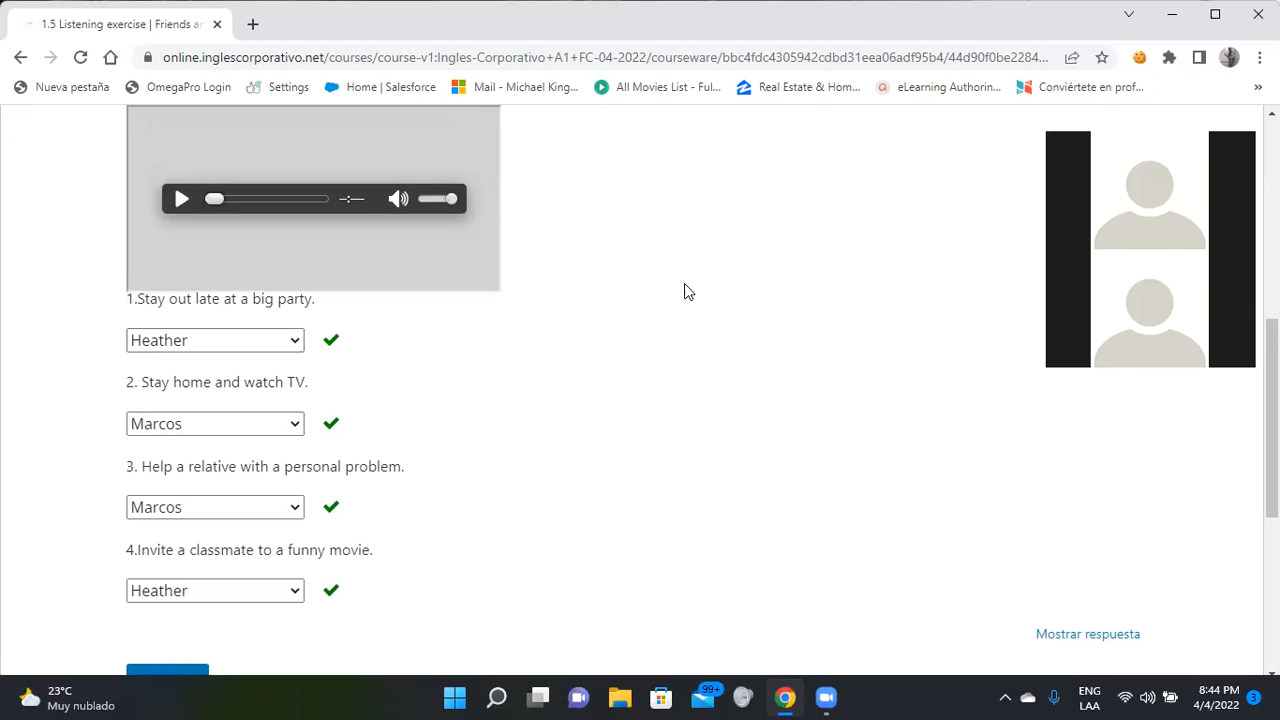 1.5 Listening exercise | Friends an
online.inglescorporativo.net/courses/course-v1:Ingles-Corporativo+A1+FC-04-2022/courseware/bbc4fdc4305942cdbd31eea06adf95b4/44d90f0be2284...
Nueva pestaña
OmegaPro Login
Settings
Home | Salesforce
Mail - Michael King...
All Movies List - Ful...
Real Estate & Hom...
eLearning Authorin...
Conviértete en prof...
»
-:--
1.Stay out late at a big party.
Heather
2. Stay home and watch TV.
Marcos
3. Help a relative with a personal problem.
Marcos
4.Invite a classmate to a funny movie.
Heather
Mostrar respuesta
23°C
Muy nublado
99+
ENG
LAA
8:44 PM
4/4/2022
3